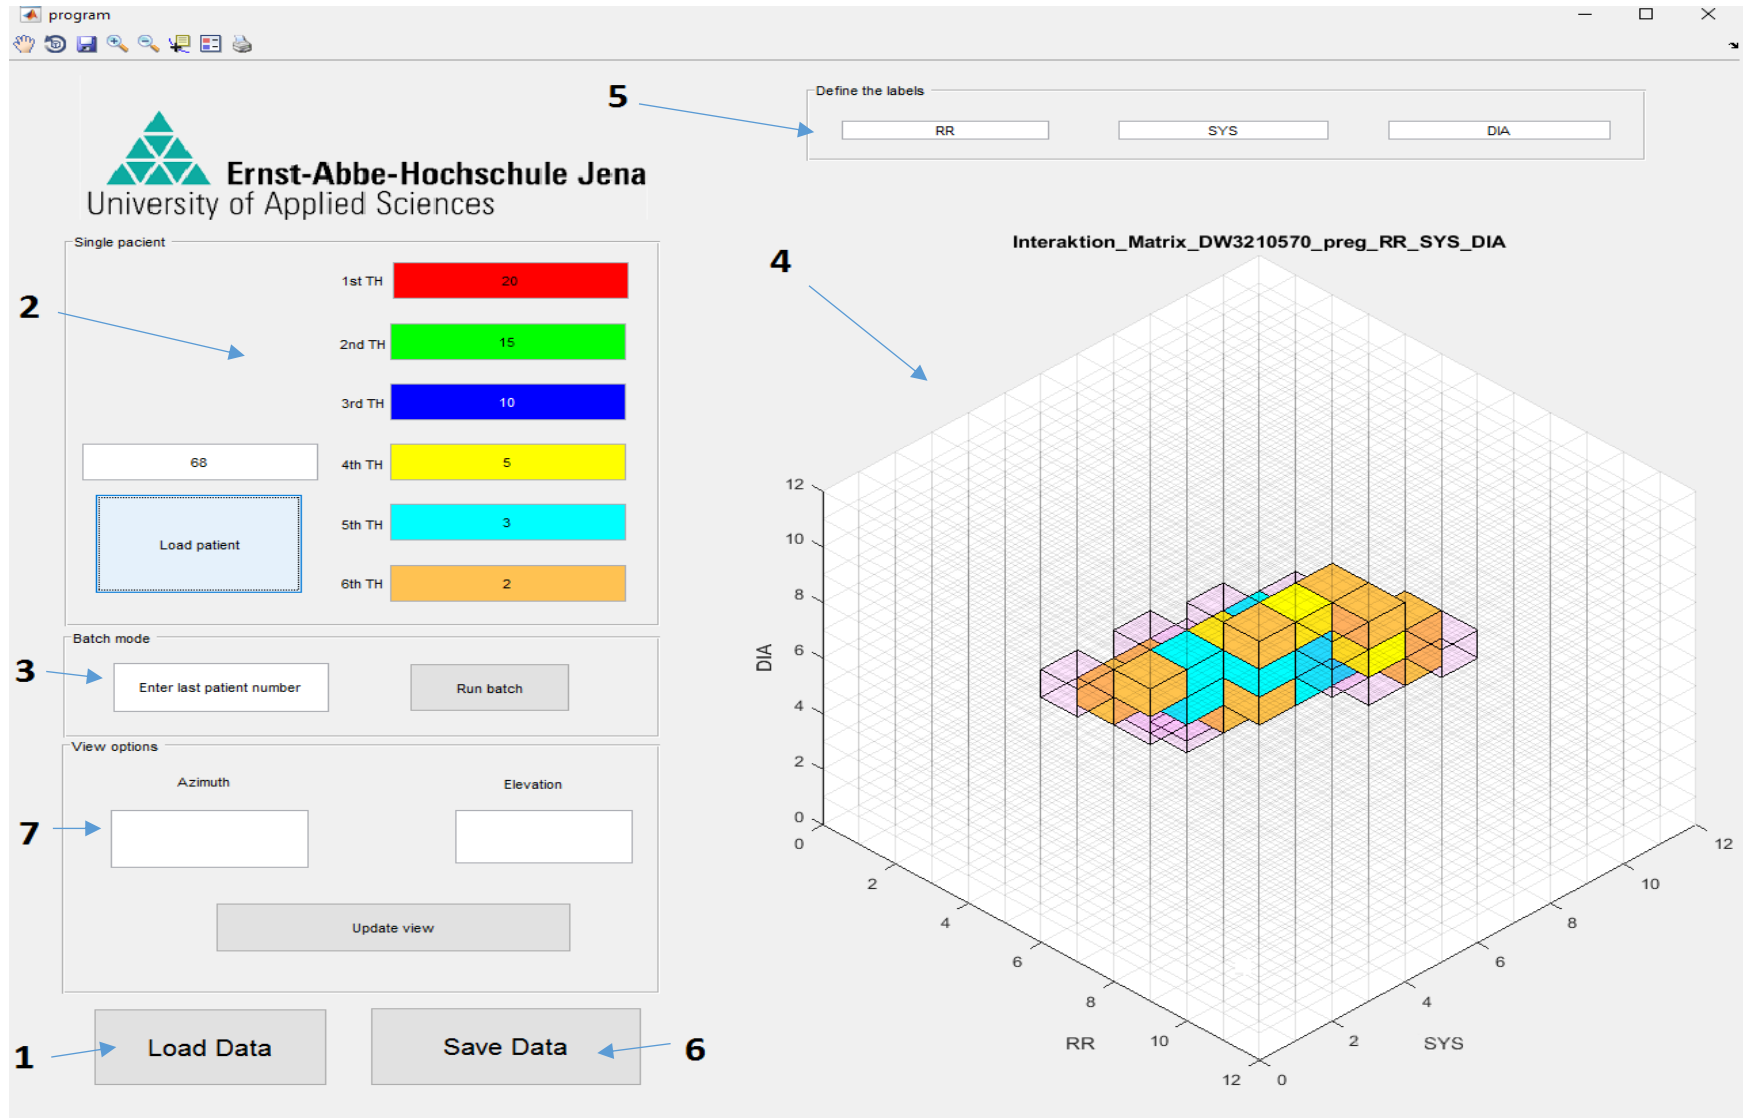 program
5
Define the labels
RR
SYS
DIA
Ernst-Abbe-Hochschule Jena
University of Applied Sciences
Single pacient
2
1st TH
20
2nd TH
15
3rd TH
10
68
4th TH
5
Load patient
5th TH
3
6th TH
2
Batch mode
3
Enter last patient number
Run batch
View options
Azimuth
Elevation
7
Update view
1
Load Data
Save Data
6
4
Interaktion_Matrix_DW3210570_preg_RR_SYS_DIA
12
10
8
6
4
2
0
DIA
0
2
4
6
8
10
12
RR
0
2
4
6
8
10
12
SYS